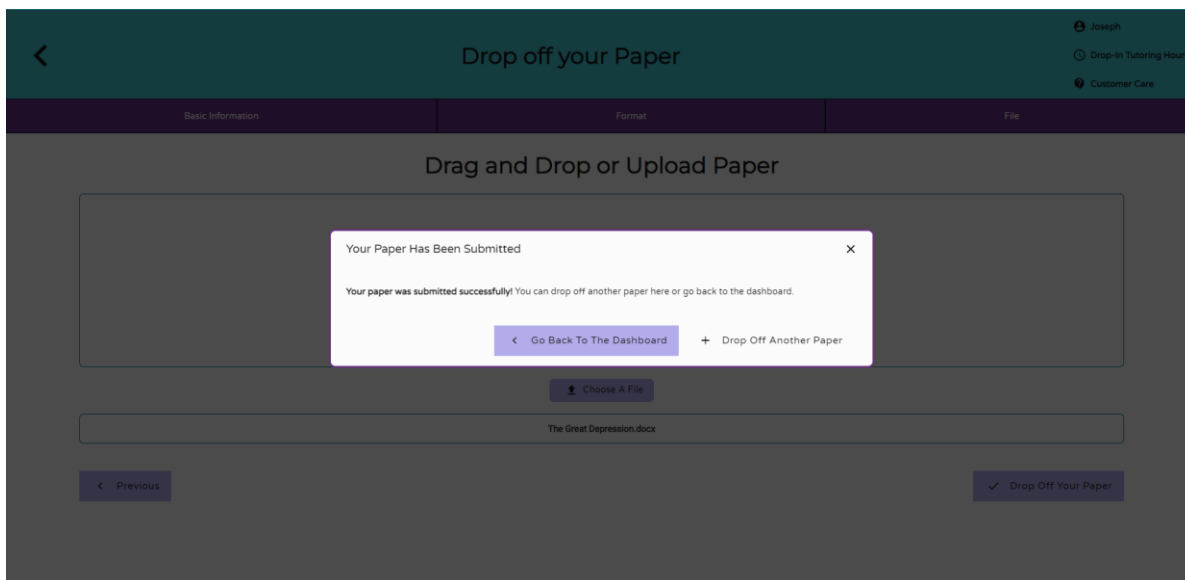 Joseph
Drop off your Paper
Drop-In Tutoring Hour
Customer Care
Basic Information
Format
File
Drag and Drop or Upload Paper
Your Paper Has Been Submitted
Your paper was submitted successfully! You can drop off another paper here or go back to the dashboard.
Go Back To The Dashboard
Drop Off Another Paper
Choose A File
The Great Depression.docx
Previous
Drop Off Your Paper